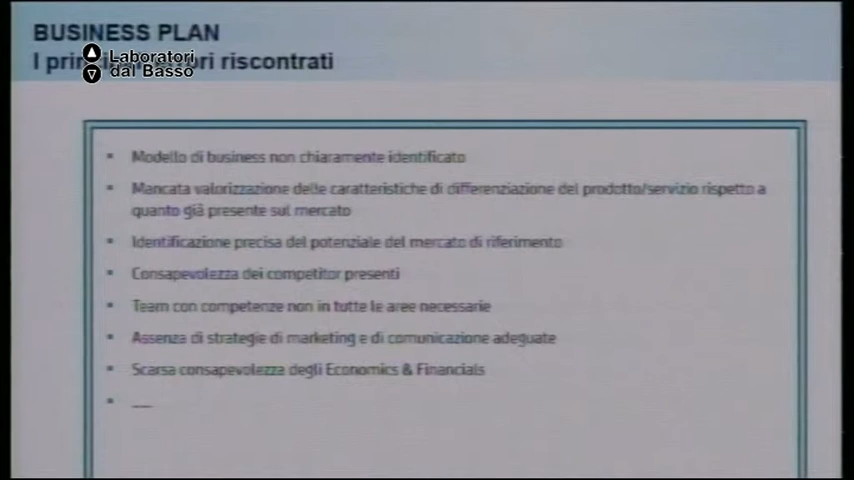 BUSINESS PLAN
I principali errori riscontrati
Laboratori
dal Basso
Modello di business non chiaramente identificato
Mancata valorizzazione delle caratteristiche di differenziazione del prodotto/servizio rispetto a
quanto già presente sul mercato
Identificazione precisa del potenziale del mercato di riferimento
Consapevolezza dei competitor presenti
Team con competenze non in tutte le aree necessarie
Assenza di strategie di marketing e di comunicazione adeguate
Scarsa consapevolezza degli Economics & Financials